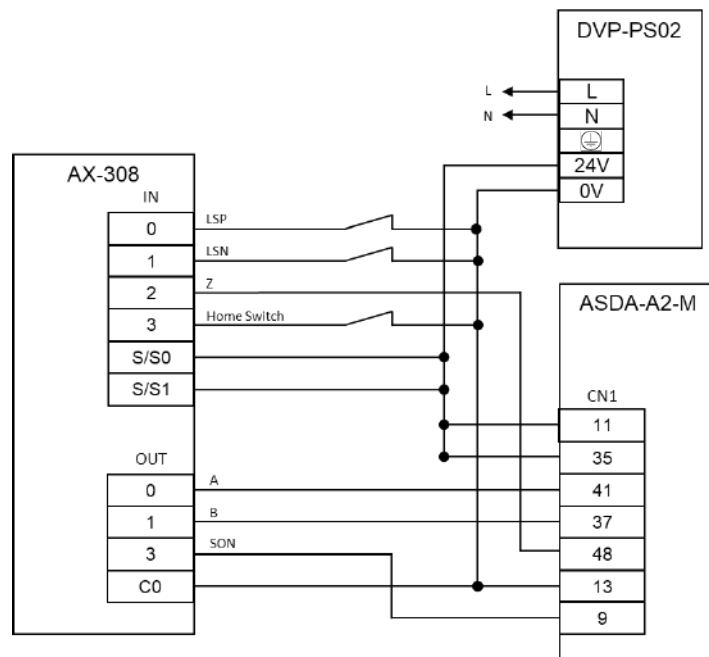 DVP-PS02
L L
N N
24V
0V
AX-308
IN
0 LSP
1 LSN
2 Z
3 Home Switch
S/S0
S/S1
OUT
0 A
1 B
3 SON
C0
ASDA-A2-M
CN1
11
35
41
37
48
13
9